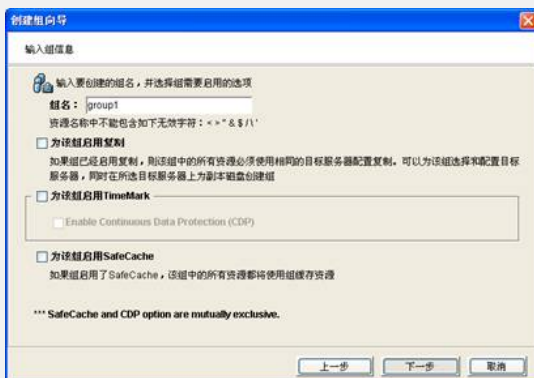 创建组向导
输入组信息
输入要创建的组名，并选择组需要启用的选项
组名： group1
资源名称中不能包含如下无效字符：< > " & $ / \ '
为该组启用复制
如果组已经启用复制，则该组中的所有资源必须使用相同的目标服务器配置复制。可以为该组选择和配置目标
服务器，同时在所选目标服务器上为副本磁盘创建组
为该组启用TimeMark
Enable Continuous Data Protection (CDP)
为该组启用SafeCache
如果组启用了SafeCache，该组中的所有资源都将使用组缓存资源
*** SafeCache and CDP option are mutually exclusive.
上一步 下一步 取消